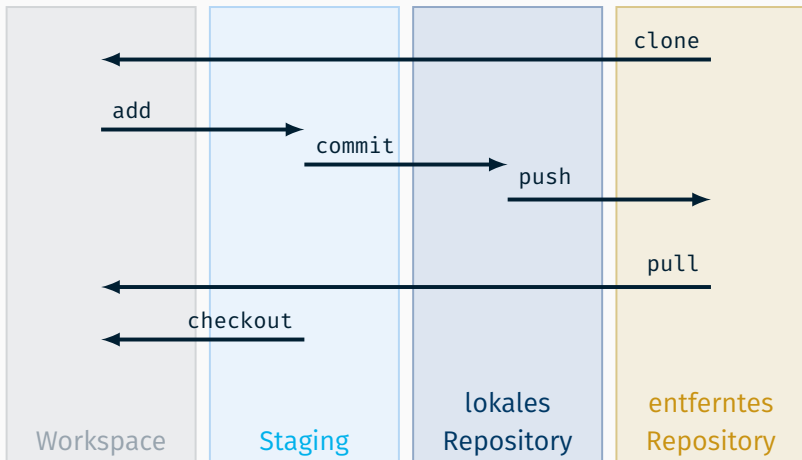 clone
add
commit
push
pull
checkout
Workspace
Staging
lokales
Repository
entferntes
Repository